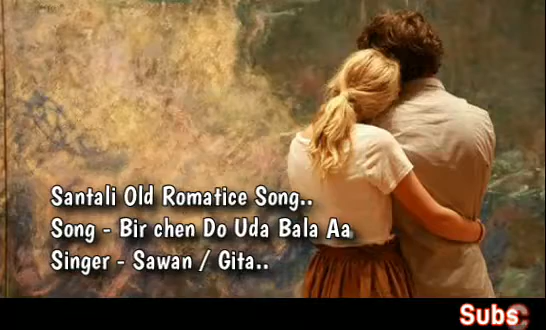 Santali Old Romatice Song..
Song - Bir chen Do Uda Bala Aa
Singer - Sawan / Gita..
Subs